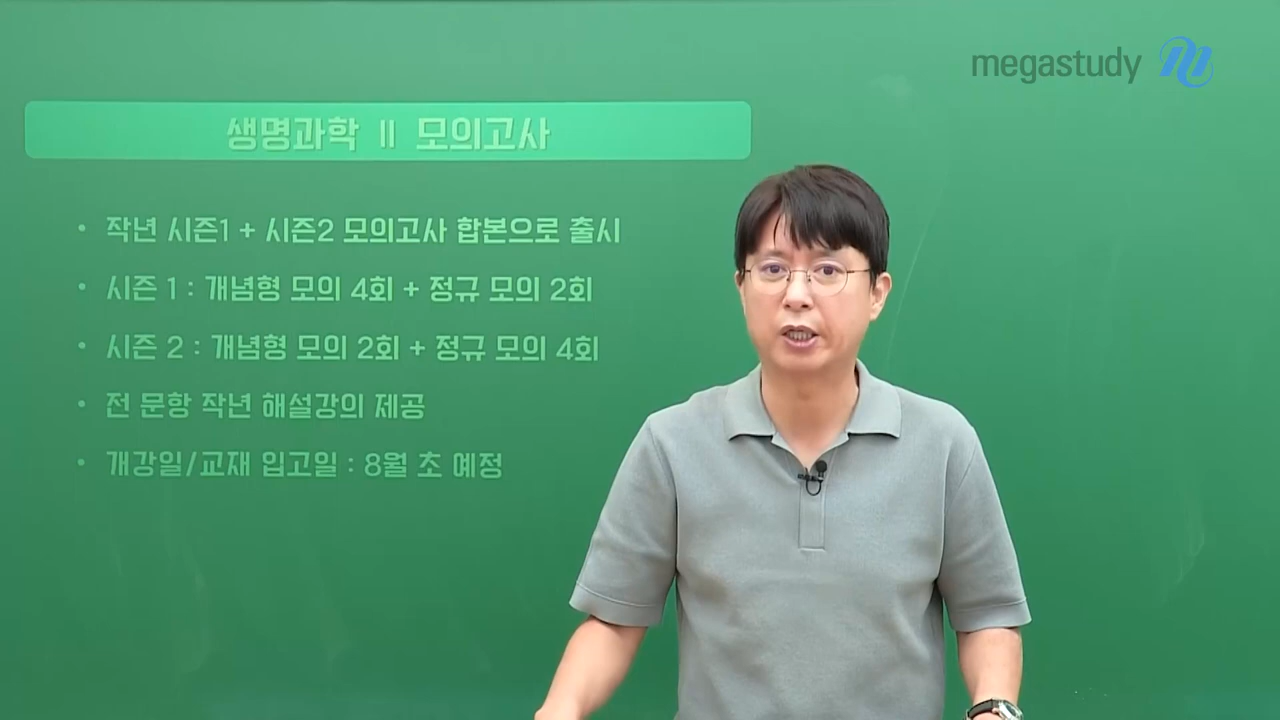 megastudy
생명과학 Ⅱ 모의고사
• 작년 시즌1 + 시즌2 모의고사 합본으로 출시
• 시즌 1 : 개념형 모의 4회 + 정규 모의 2회
• 시즌 2 : 개념형 모의 2회 + 정규 모의 4회
• 전 문항 작년 해설강의 제공
• 개강일/교재 입고일 : 8월 초 예정